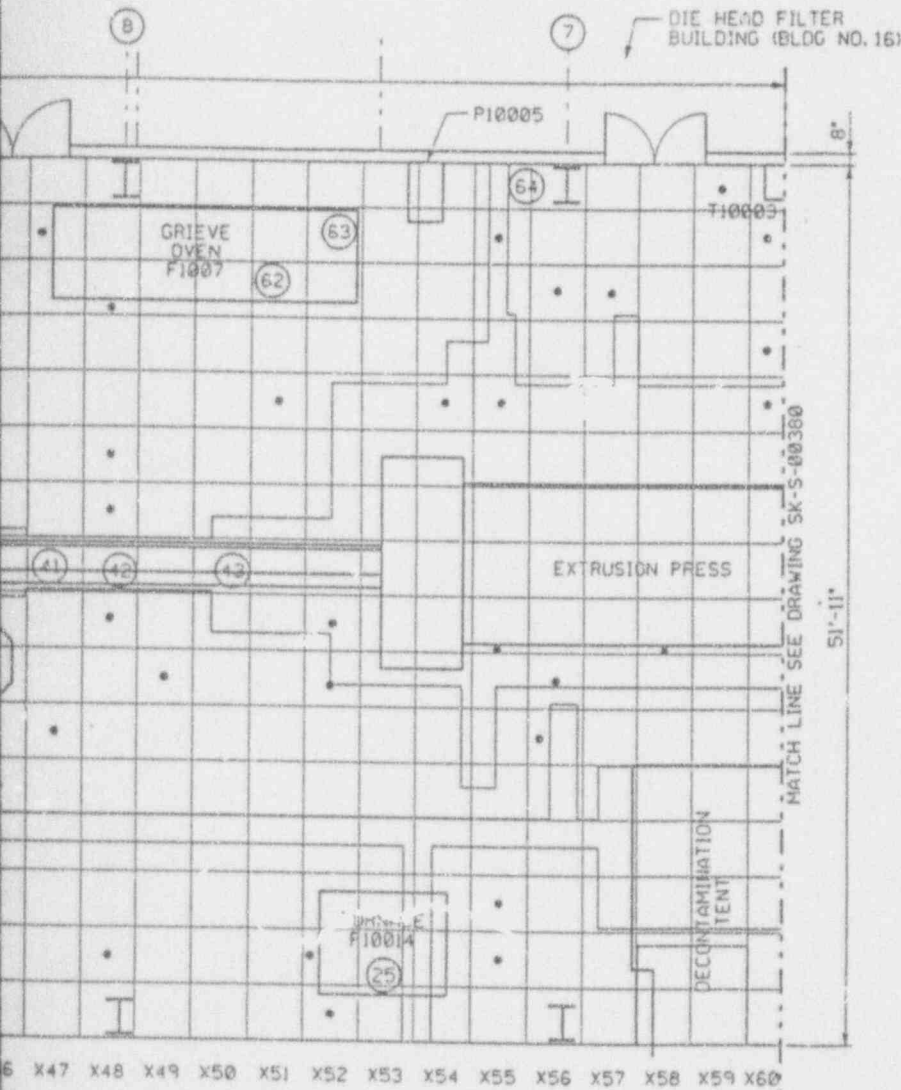 8
7
DIE HEAD FILTER
BUILDING (BLDG NO. 16)
P10005
8"
64
T10003
GRIEVE
OVEN
F1007
63
62
MATCH LINE SEE DRAWING SK-S-00380
41
42
43
EXTRUSION PRESS
51'-11"
DECONTAMINATION
TENT
F10014
25
6 X47 X48 X49 X50 X51 X52 X53 X54 X55 X56 X57 X58 X59 X60